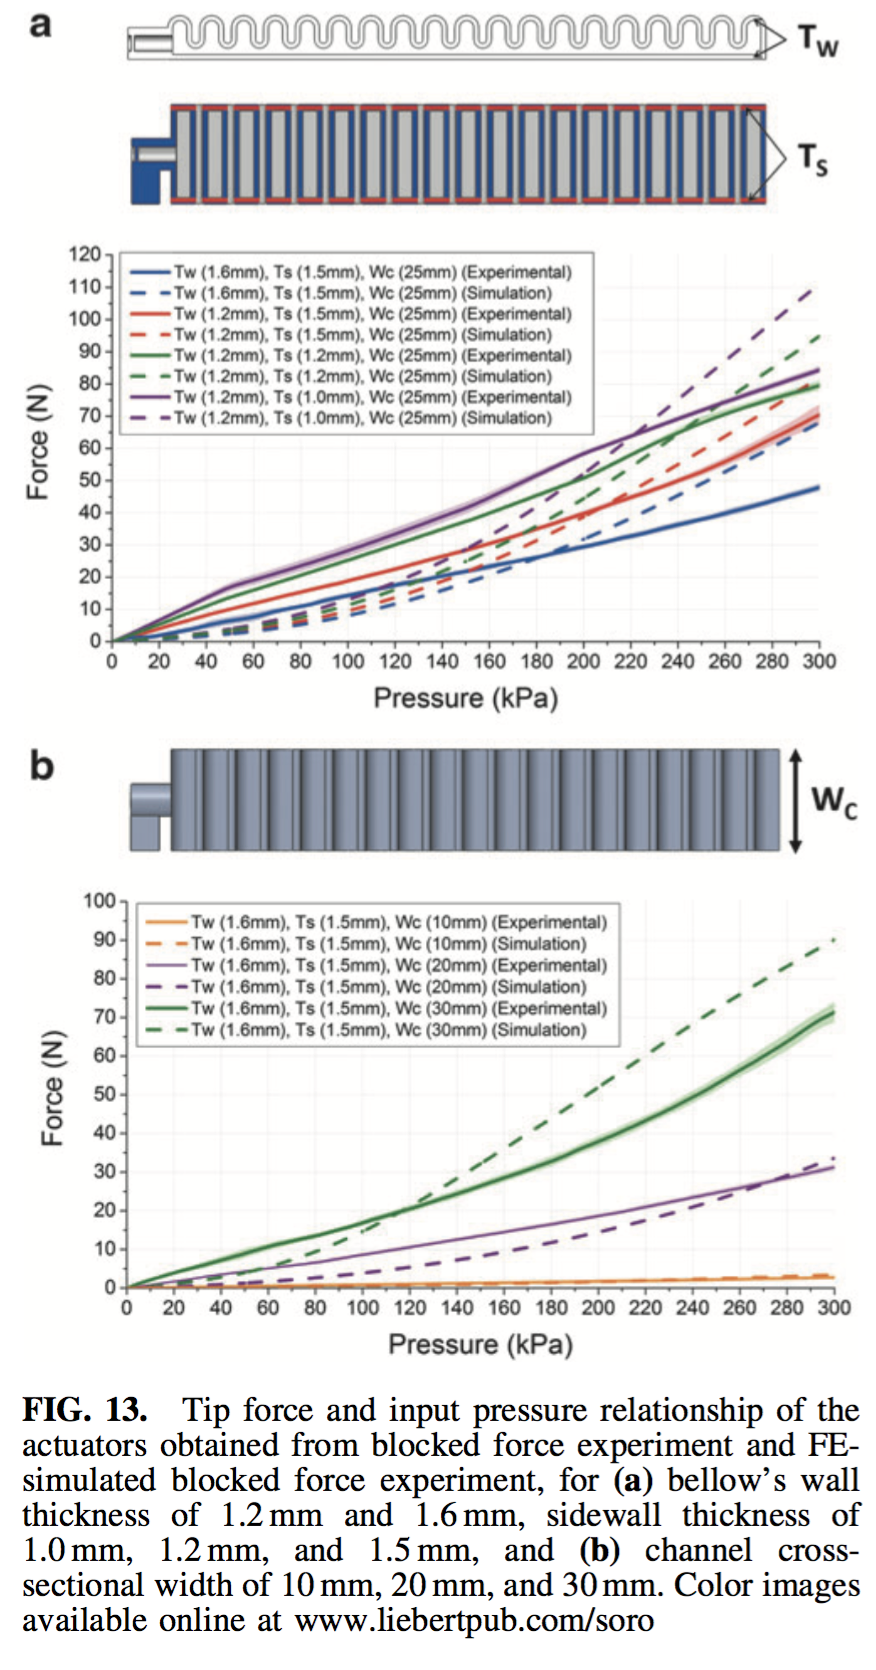 a
Tw
Ts
120
110
100
90
80
70
60
50
40
30
20
10
0
Force (N)
Tw (1.6mm), Ts (1.5mm), Wc (25mm) (Experimental)
Tw (1.6mm), Ts (1.5mm), Wc (25mm) (Simulation)
Tw (1.2mm), Ts (1.5mm), Wc (25mm) (Experimental)
Tw (1.2mm), Ts (1.5mm), Wc (25mm) (Simulation)
Tw (1.2mm), Ts (1.2mm), Wc (25mm) (Experimental)
Tw (1.2mm), Ts (1.2mm), Wc (25mm) (Simulation)
Tw (1.2mm), Ts (1.0mm), Wc (25mm) (Experimental)
Tw (1.2mm), Ts (1.0mm), Wc (25mm) (Simulation)
0 20 40 60 80 100 120 140 160 180 200 220 240 260 280 300
Pressure (kPa)
b
Wc
100
90
80
70
60
50
40
30
20
10
0
Force (N)
Tw (1.6mm), Ts (1.5mm), Wc (10mm) (Experimental)
Tw (1.6mm), Ts (1.5mm), Wc (10mm) (Simulation)
Tw (1.6mm), Ts (1.5mm), Wc (20mm) (Experimental)
Tw (1.6mm), Ts (1.5mm), Wc (20mm) (Simulation)
Tw (1.6mm), Ts (1.5mm), Wc (30mm) (Experimental)
Tw (1.6mm), Ts (1.5mm), Wc (30mm) (Simulation)
0 20 40 60 80 100 120 140 160 180 200 220 240 260 280 300
Pressure (kPa)
FIG. 13. Tip force and input pressure relationship of the
actuators obtained from blocked force experiment and FE-
simulated blocked force experiment, for (a) bellow's wall
thickness of 1.2 mm and 1.6 mm, sidewall thickness of
1.0 mm, 1.2 mm, and 1.5 mm, and (b) channel cross-
sectional width of 10 mm, 20 mm, and 30 mm. Color images
available online at www.liebertpub.com/soro